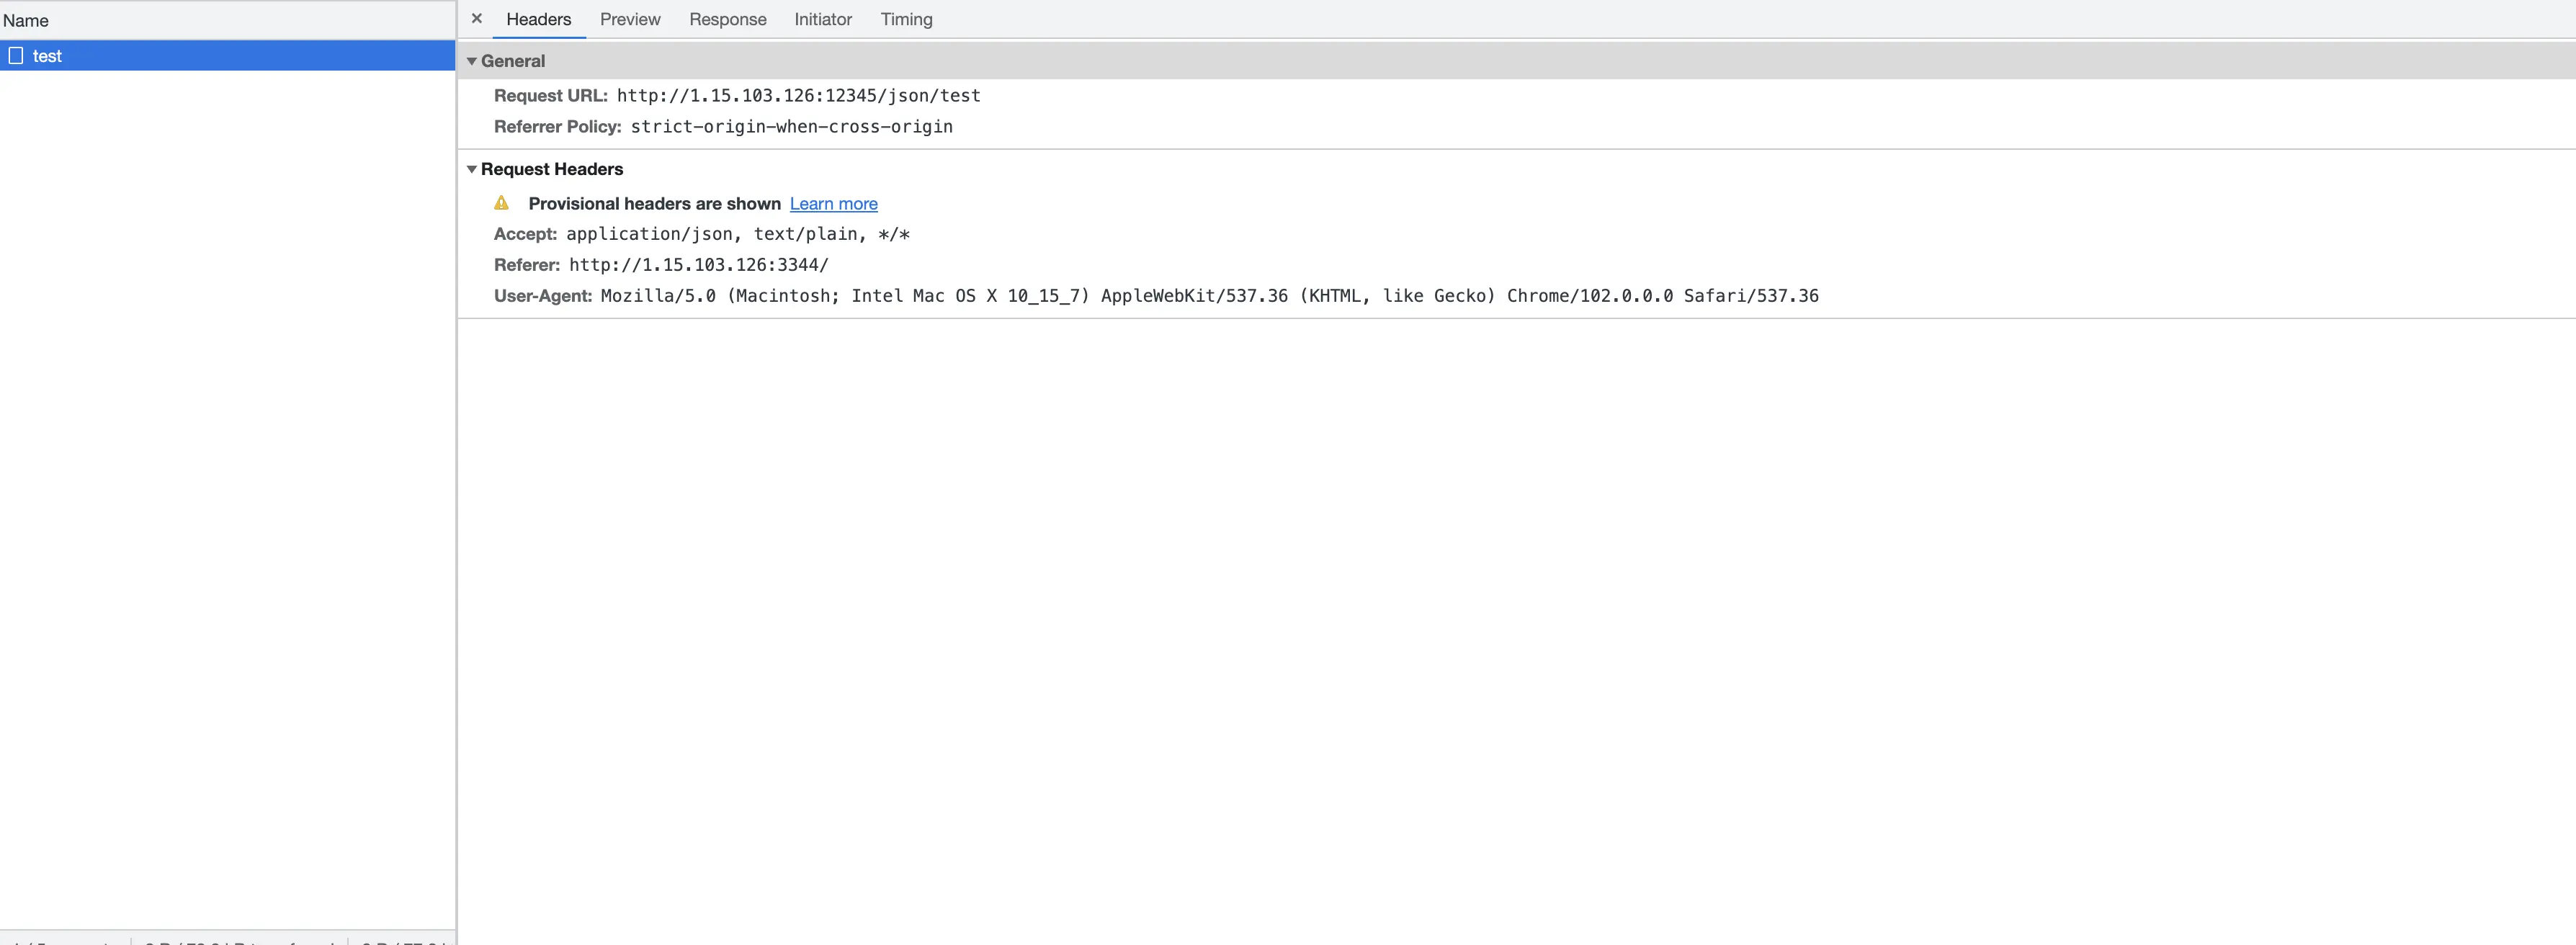 Name
test
× Headers Preview Response Initiator Timing
▼ General
Request URL: http://1.15.103.126:12345/json/test
Referrer Policy: strict-origin-when-cross-origin
▼ Request Headers
Provisional headers are shown Learn more
Accept: application/json, text/plain, */*
Referer: http://1.15.103.126:3344/
User-Agent: Mozilla/5.0 (Macintosh; Intel Mac OS X 10_15_7) AppleWebKit/537.36 (KHTML, like Gecko) Chrome/102.0.0.0 Safari/537.36